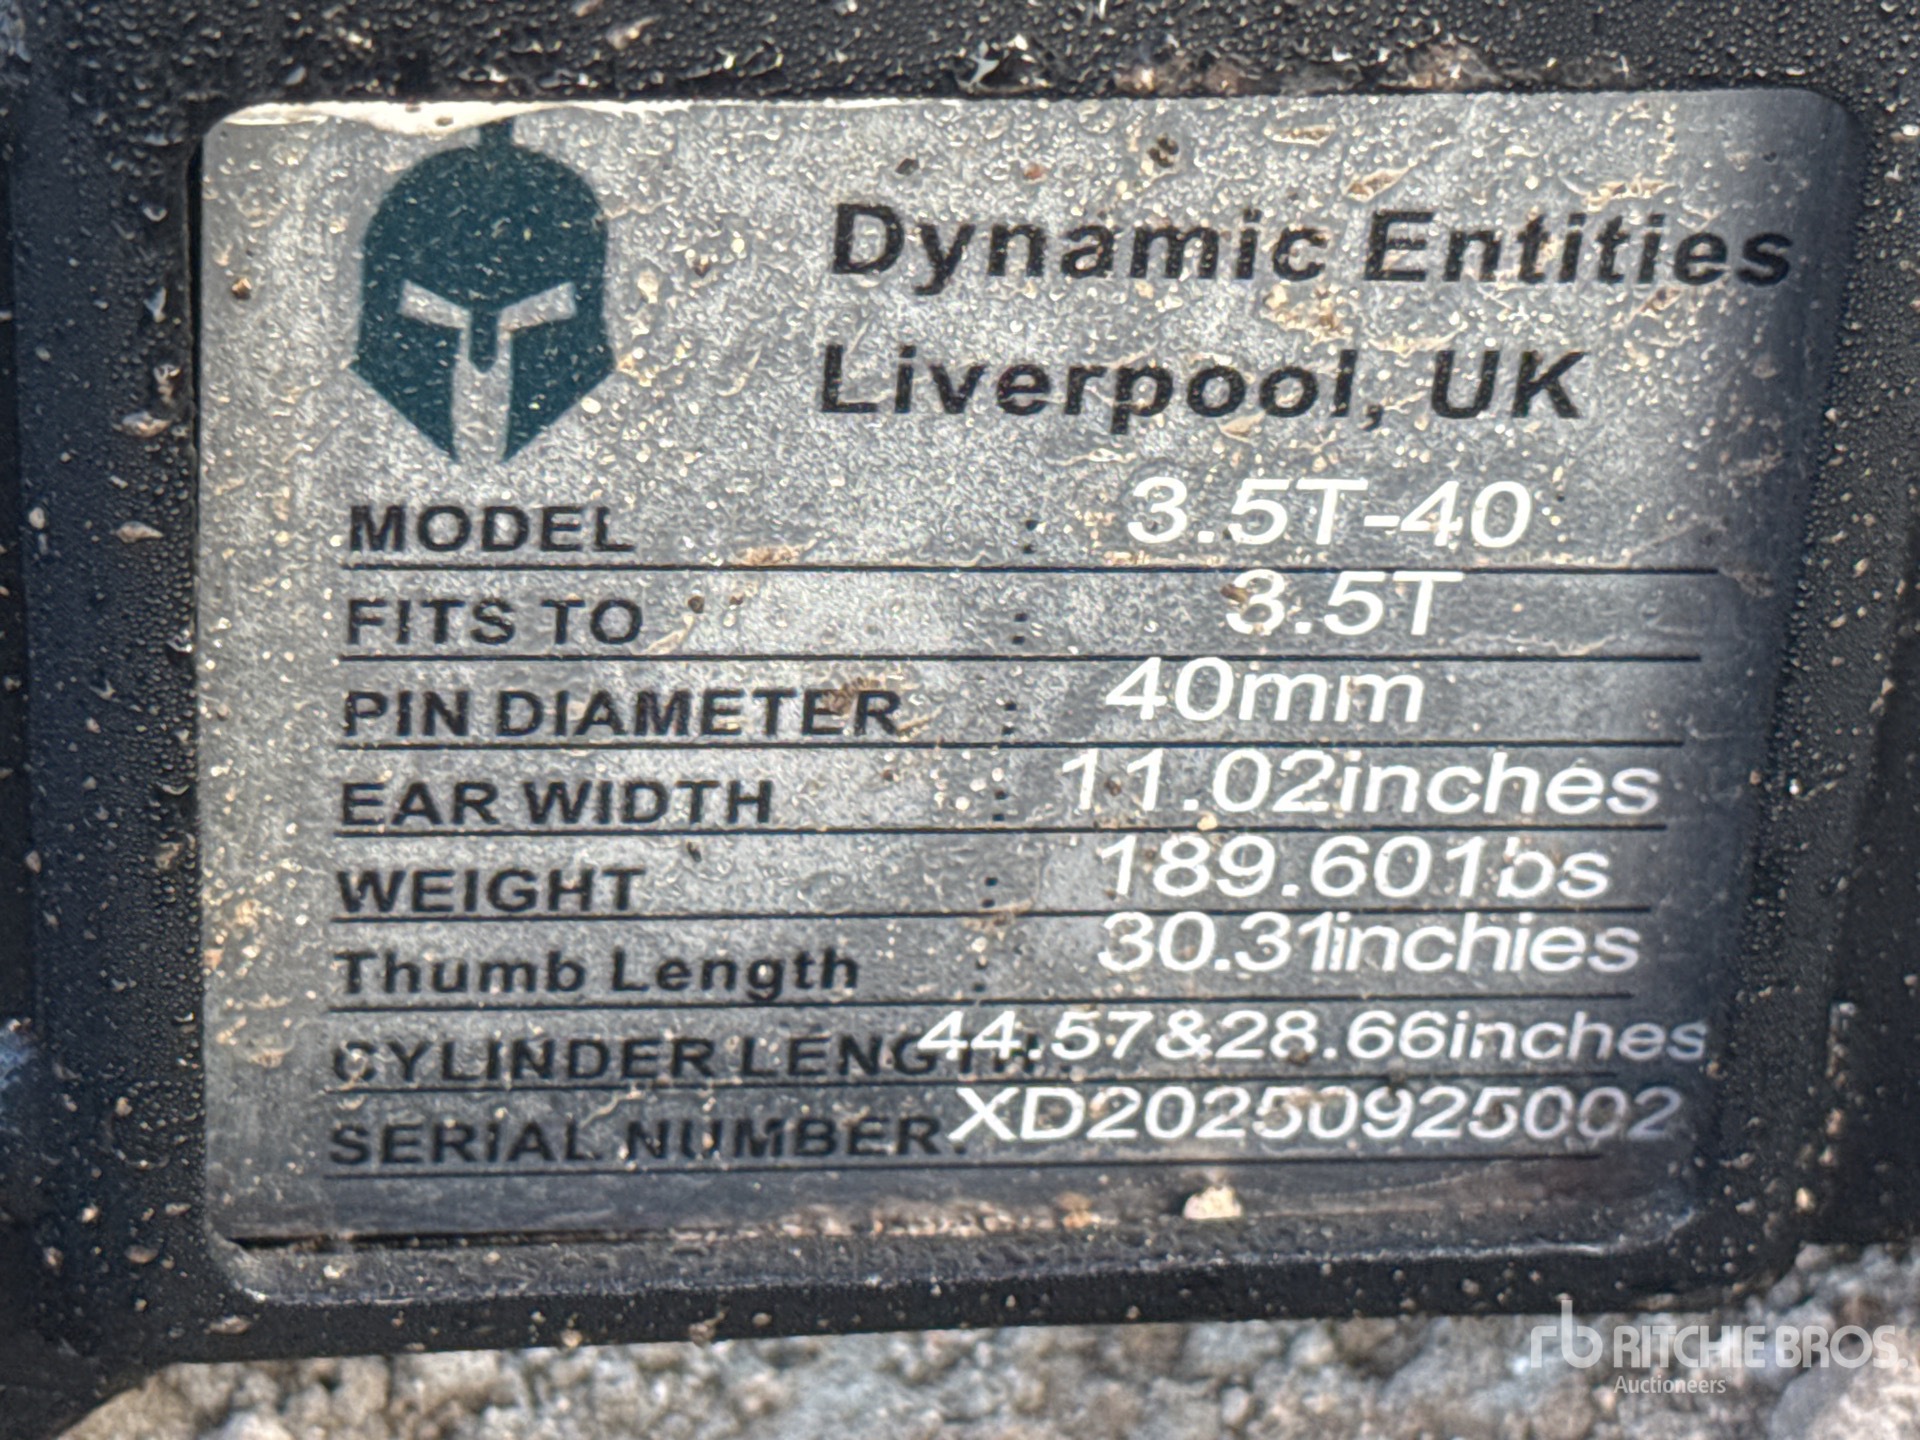 Dynamic Entities
Liverpool, UK
MODEL : 3.5T-40
FITS TO : 3.5T
PIN DIAMETER : 40mm
EAR WIDTH : 11.02inches
WEIGHT : 189.601bs
Thumb Length : 30.31inchies
CYLINDER LENGTH: 44.57&28.66inches
SERIAL NUMBER: XD20250925002
rb RITCHIE BROS.
Auctioneers